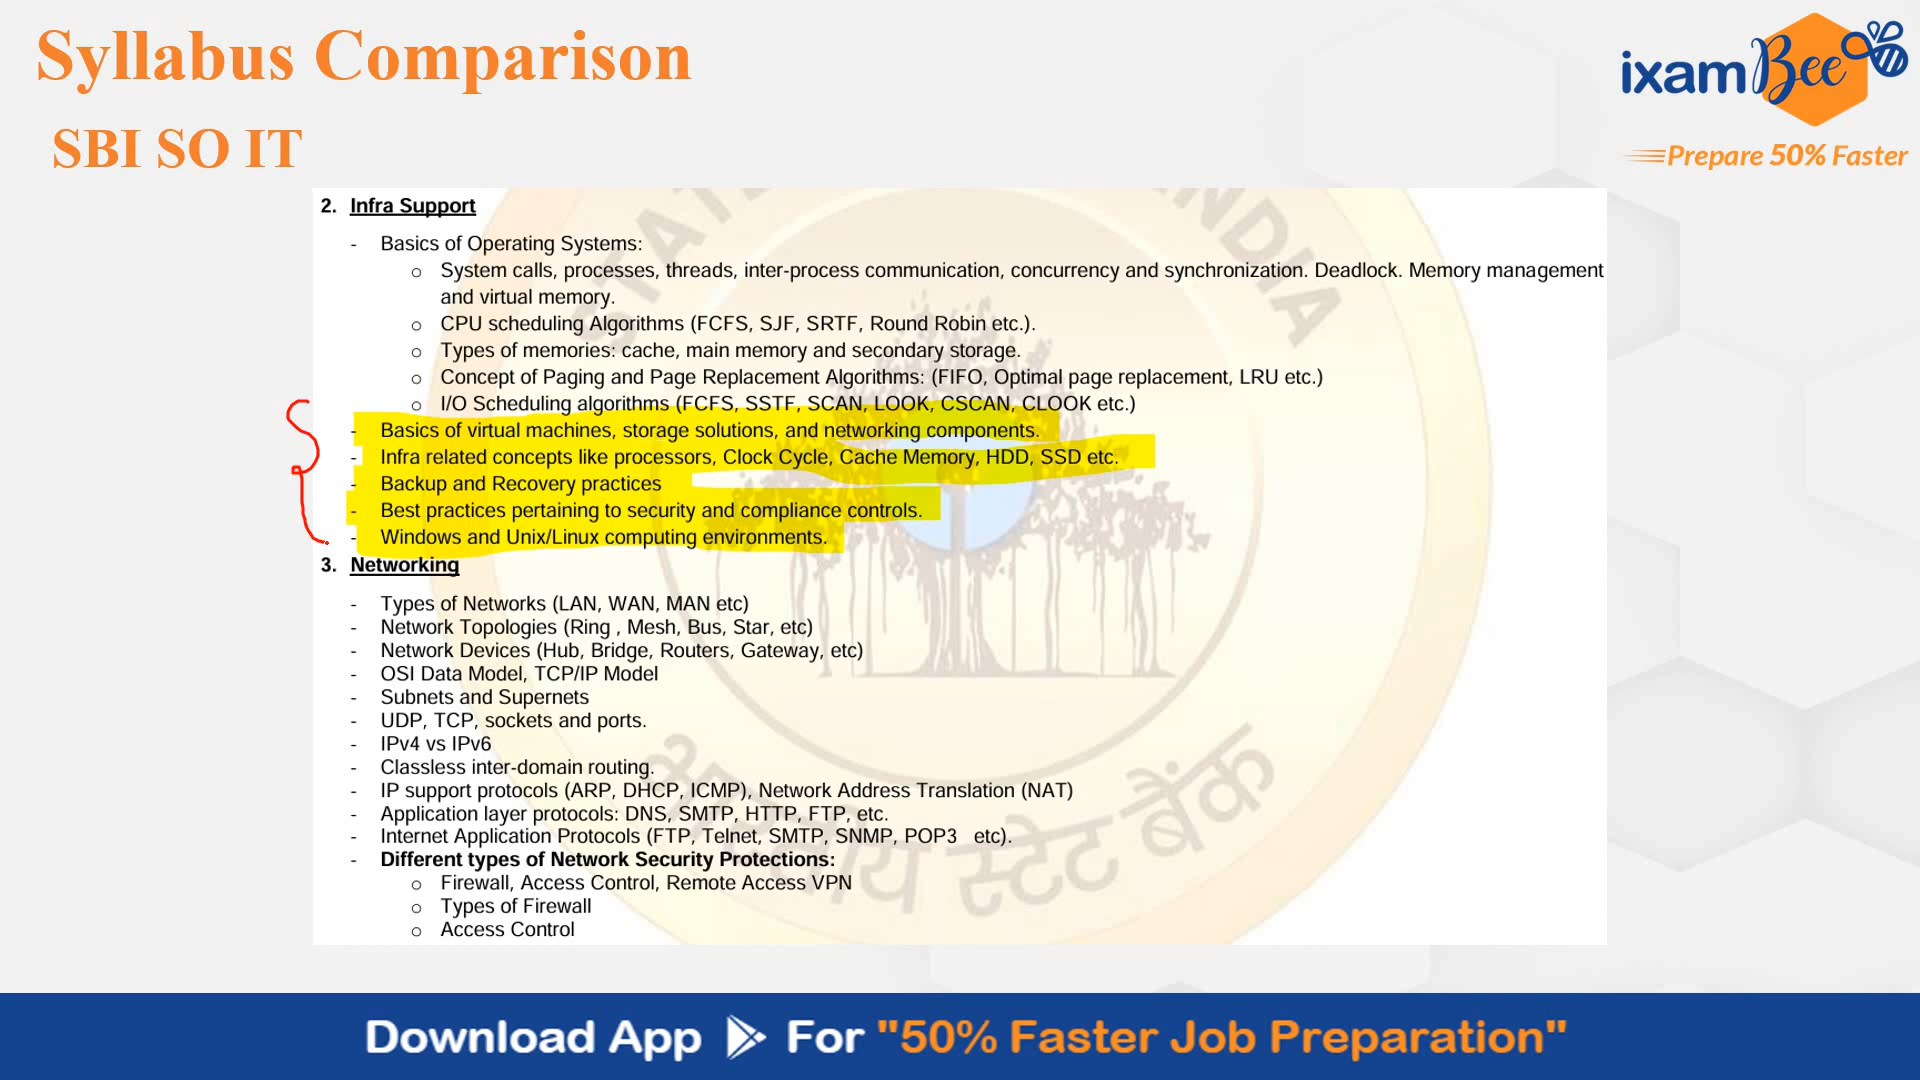 Syllabus Comparison
SBI SO IT
ixamBee
Prepare 50% Faster
2. Infra Support
- Basics of Operating Systems:
o System calls, processes, threads, inter-process communication, concurrency and synchronization. Deadlock. Memory management
and virtual memory.
o CPU scheduling Algorithms (FCFS, SJF, SRTF, Round Robin etc.).
o Types of memories: cache, main memory and secondary storage.
o Concept of Paging and Page Replacement Algorithms: (FIFO, Optimal page replacement, LRU etc.)
o I/O Scheduling algorithms (FCFS, SSTF, SCAN, LOOK, CSCAN, CLOOK etc.)
- Basics of virtual machines, storage solutions, and networking components.
- Infra related concepts like processors, Clock Cycle, Cache Memory, HDD, SSD etc.
- Backup and Recovery practices
- Best practices pertaining to security and compliance controls.
- Windows and Unix/Linux computing environments.
3. Networking
- Types of Networks (LAN, WAN, MAN etc)
- Network Topologies (Ring , Mesh, Bus, Star, etc)
- Network Devices (Hub, Bridge, Routers, Gateway, etc)
- OSI Data Model, TCP/IP Model
- Subnets and Supernets
- UDP, TCP, sockets and ports.
- IPv4 vs IPv6
- Classless inter-domain routing.
- IP support protocols (ARP, DHCP, ICMP), Network Address Translation (NAT)
- Application layer protocols: DNS, SMTP, HTTP, FTP, etc.
- Internet Application Protocols (FTP, Telnet, SMTP, SNMP, POP3 etc).
- Different types of Network Security Protections:
o Firewall, Access Control, Remote Access VPN
o Types of Firewall
o Access Control
INDIA
भारतीय स्टेट बैंक
Download App For "50% Faster Job Preparation"